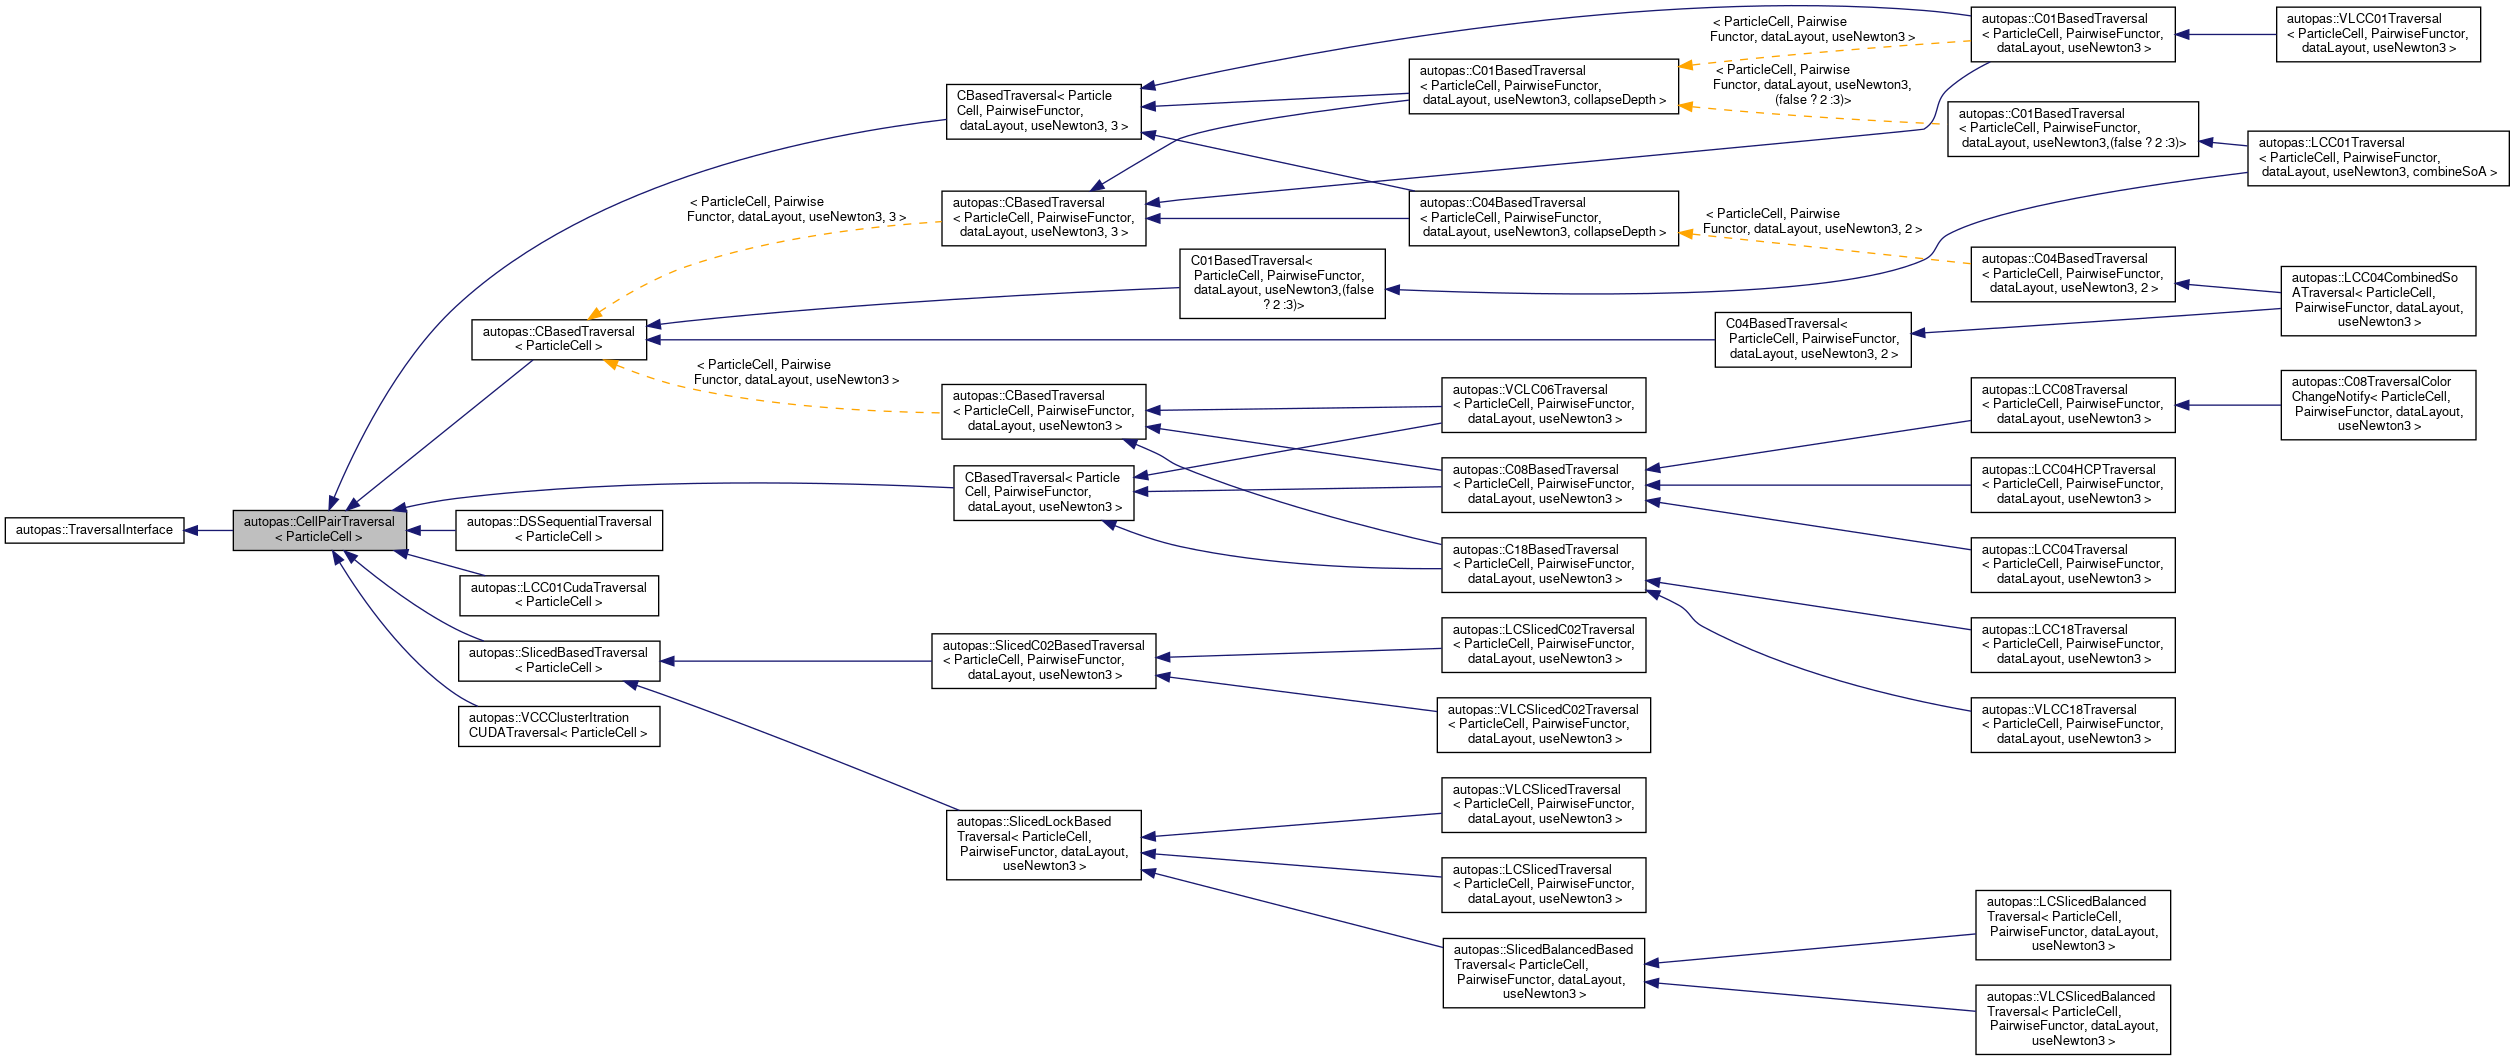 autopas::TraversalInterface
autopas::CellPairTraversal
< ParticleCell >
autopas::CBasedTraversal
< ParticleCell >
autopas::DSSequentialTraversal
< ParticleCell >
autopas::LCC01CudaTraversal
< ParticleCell >
autopas::SlicedBasedTraversal
< ParticleCell >
autopas::VCCClusterItration
CUDATraversal< ParticleCell >
< ParticleCell, Pairwise
Functor, dataLayout, useNewton3, 3 >
< ParticleCell, Pairwise
Functor, dataLayout, useNewton3 >
CBasedTraversal< Particle
Cell, PairwiseFunctor,
dataLayout, useNewton3, 3 >
autopas::CBasedTraversal
< ParticleCell, PairwiseFunctor,
dataLayout, useNewton3, 3 >
C01BasedTraversal<
ParticleCell, PairwiseFunctor,
dataLayout, useNewton3,(false
? 2 :3)>
autopas::CBasedTraversal
< ParticleCell, PairwiseFunctor,
dataLayout, useNewton3 >
CBasedTraversal< Particle
Cell, PairwiseFunctor,
dataLayout, useNewton3 >
autopas::SlicedC02BasedTraversal
< ParticleCell, PairwiseFunctor,
dataLayout, useNewton3 >
autopas::SlicedLockBased
Traversal< ParticleCell,
PairwiseFunctor, dataLayout,
useNewton3 >
autopas::C01BasedTraversal
< ParticleCell, PairwiseFunctor,
dataLayout, useNewton3, collapseDepth >
autopas::C04BasedTraversal
< ParticleCell, PairwiseFunctor,
dataLayout, useNewton3, collapseDepth >
C04BasedTraversal<
ParticleCell, PairwiseFunctor,
dataLayout, useNewton3, 2 >
autopas::VCLC06Traversal
< ParticleCell, PairwiseFunctor,
dataLayout, useNewton3 >
autopas::C08BasedTraversal
< ParticleCell, PairwiseFunctor,
dataLayout, useNewton3 >
autopas::C18BasedTraversal
< ParticleCell, PairwiseFunctor,
dataLayout, useNewton3 >
autopas::LCSlicedC02Traversal
< ParticleCell, PairwiseFunctor,
dataLayout, useNewton3 >
autopas::VLCSlicedC02Traversal
< ParticleCell, PairwiseFunctor,
dataLayout, useNewton3 >
autopas::VLCSlicedTraversal
< ParticleCell, PairwiseFunctor,
dataLayout, useNewton3 >
autopas::LCSlicedTraversal
< ParticleCell, PairwiseFunctor,
dataLayout, useNewton3 >
autopas::SlicedBalancedBased
Traversal< ParticleCell,
PairwiseFunctor, dataLayout,
useNewton3 >
< ParticleCell, Pairwise
Functor, dataLayout, useNewton3 >
< ParticleCell, Pairwise
Functor, dataLayout, useNewton3,
(false ? 2 :3)>
< ParticleCell, Pairwise
Functor, dataLayout, useNewton3, 2 >
autopas::C01BasedTraversal
< ParticleCell, PairwiseFunctor,
dataLayout, useNewton3 >
autopas::C01BasedTraversal
< ParticleCell, PairwiseFunctor,
dataLayout, useNewton3,(false ? 2 :3)>
autopas::C04BasedTraversal
< ParticleCell, PairwiseFunctor,
dataLayout, useNewton3, 2 >
autopas::LCC08Traversal
< ParticleCell, PairwiseFunctor,
dataLayout, useNewton3 >
autopas::LCC04HCPTraversal
< ParticleCell, PairwiseFunctor,
dataLayout, useNewton3 >
autopas::LCC04Traversal
< ParticleCell, PairwiseFunctor,
dataLayout, useNewton3 >
autopas::LCC18Traversal
< ParticleCell, PairwiseFunctor,
dataLayout, useNewton3 >
autopas::VLCC18Traversal
< ParticleCell, PairwiseFunctor,
dataLayout, useNewton3 >
autopas::LCSlicedBalanced
Traversal< ParticleCell,
PairwiseFunctor, dataLayout,
useNewton3 >
autopas::VLCSlicedBalanced
Traversal< ParticleCell,
PairwiseFunctor, dataLayout,
useNewton3 >
autopas::VLCC01Traversal
< ParticleCell, PairwiseFunctor,
dataLayout, useNewton3 >
autopas::LCC01Traversal
< ParticleCell, PairwiseFunctor,
dataLayout, useNewton3, combineSoA >
autopas::LCC04CombinedSo
ATraversal< ParticleCell,
PairwiseFunctor, dataLayout,
useNewton3 >
autopas::C08TraversalColor
ChangeNotify< ParticleCell,
PairwiseFunctor, dataLayout,
useNewton3 >